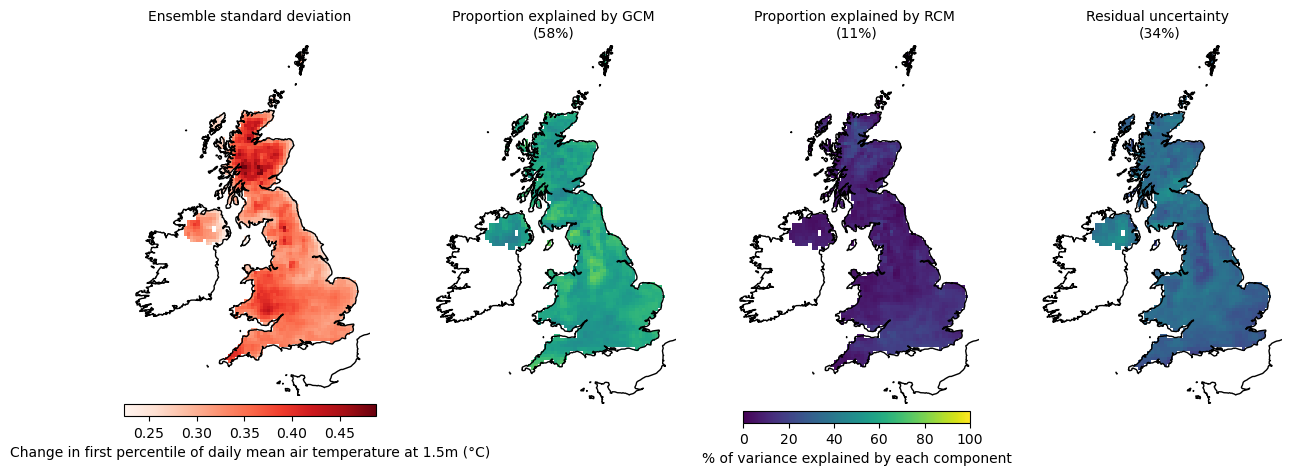 Ensemble standard deviation
Proportion explained by GCM
(58%)
Proportion explained by RCM
(11%)
Residual uncertainty
(34%)
0.25 0.30 0.35 0.40 0.45
Change in first percentile of daily mean air temperature at 1.5m (°C)
0 20 40 60 80 100
% of variance explained by each component